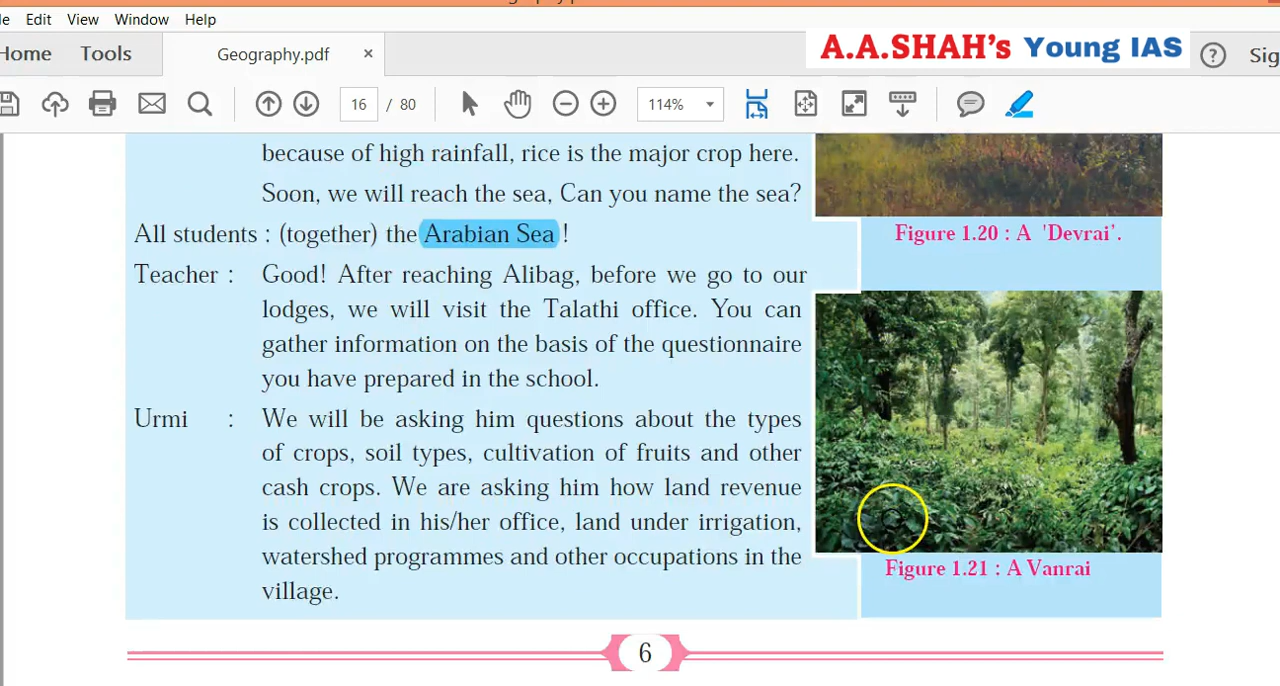 Edit View Window Help
Home Tools Geography.pdf × A.A.SHAH's Young IAS ? Sig
16 / 80 114%
because of high rainfall, rice is the major crop here.
Soon, we will reach the sea, Can you name the sea?
All students : (together) the Arabian Sea !
Figure 1.20 : A 'Devrai'.
Teacher : Good! After reaching Alibag, before we go to our
lodges, we will visit the Talathi office. You can
gather information on the basis of the questionnaire
you have prepared in the school.
Urmi : We will be asking him questions about the types
of crops, soil types, cultivation of fruits and other
cash crops. We are asking him how land revenue
is collected in his/her office, land under irrigation,
watershed programmes and other occupations in the
village.
Figure 1.21 : A Vanrai
6